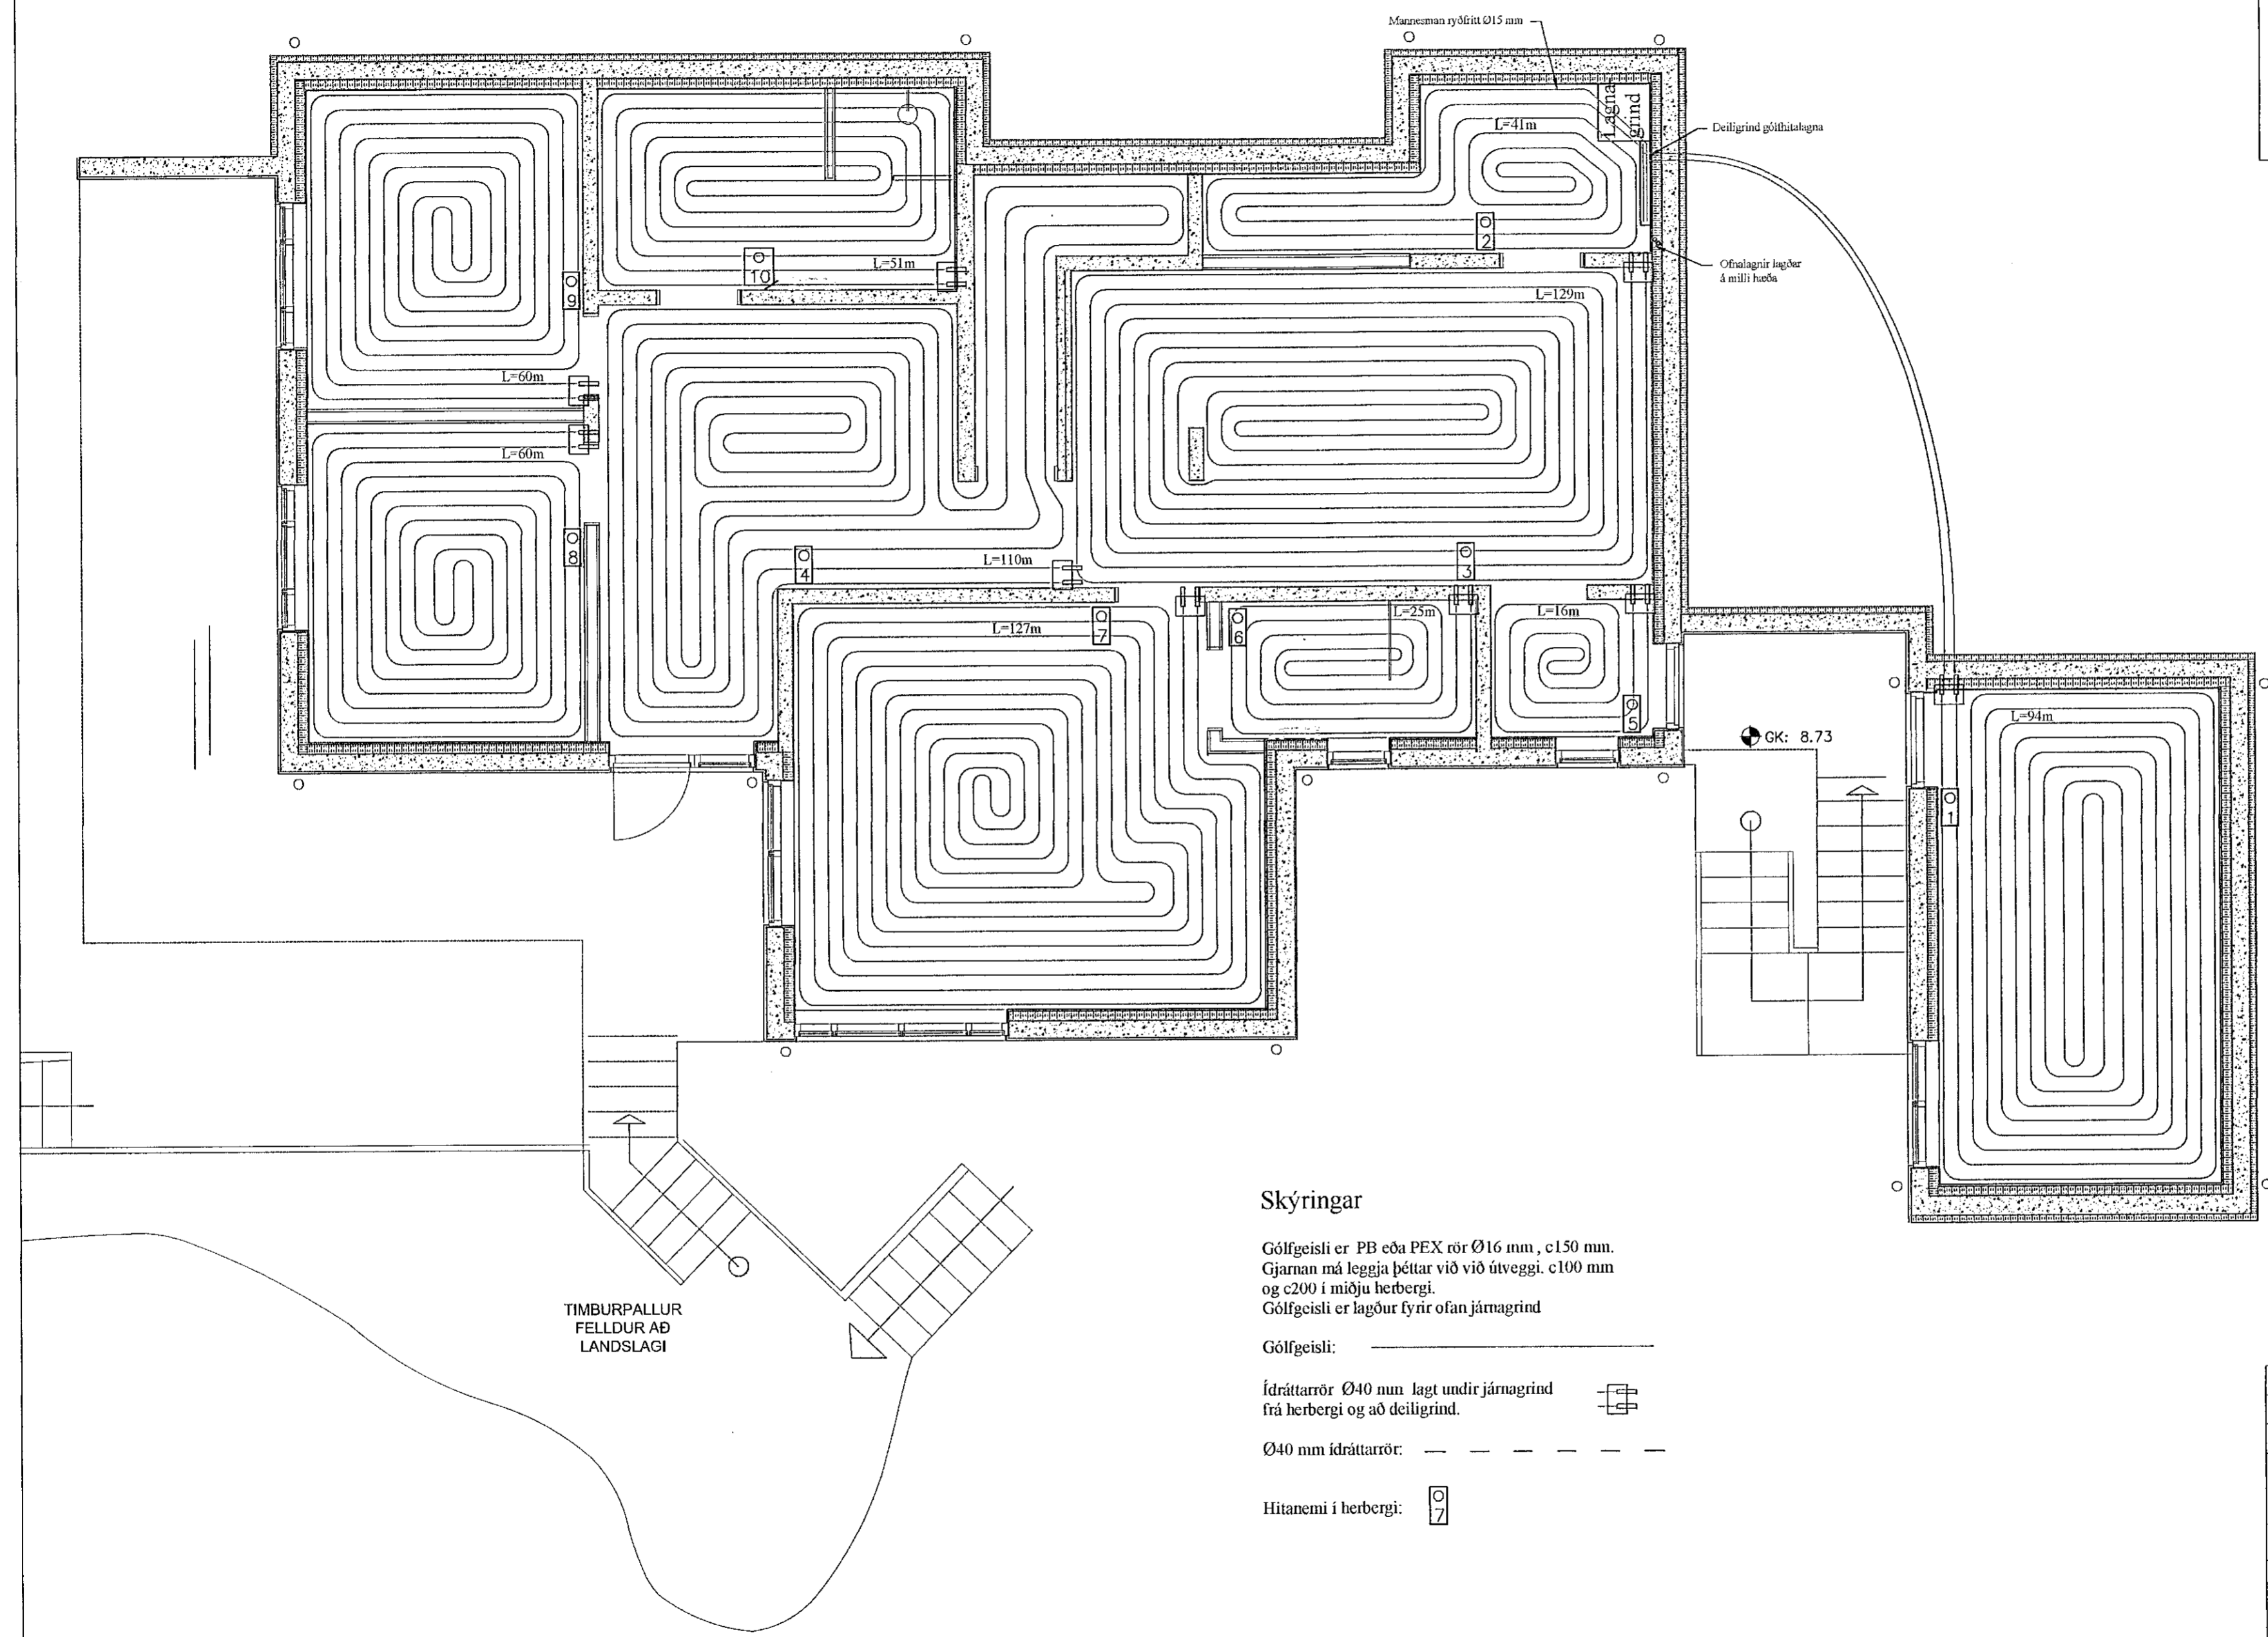 Mannesman ryðfrítt Ø15 mm
Lagna
grind
L=41m
Deiligrind gólfhitalagna
2
Ofnalagnir lagðar
á milli hæða
L=51m
10
9
L=129m
L=60m
L=60m
8
4
L=110m
3
7
L=127m
6
L=25m
L=16m
5
GK: 8.73
L=94m
1
TIMBURPALLUR
FELLDUR AÐ
LANDSLAGI
Skýringar
Gólfgeisli er PB eða PEX rör Ø16 mm, c150 mm.
Gjarnan má leggja þéttar við við útveggi. c100 mm
og c200 í miðju herbergi.
Gólfgeisli er lagður fyrir ofan járnagrind
Gólfgeisli:
Ídráttarrör Ø40 mm lagt undir járnagrind
frá herbergi og að deiligrind.
Ø40 mm ídráttarrör:
Hitanemi í herbergi:
7